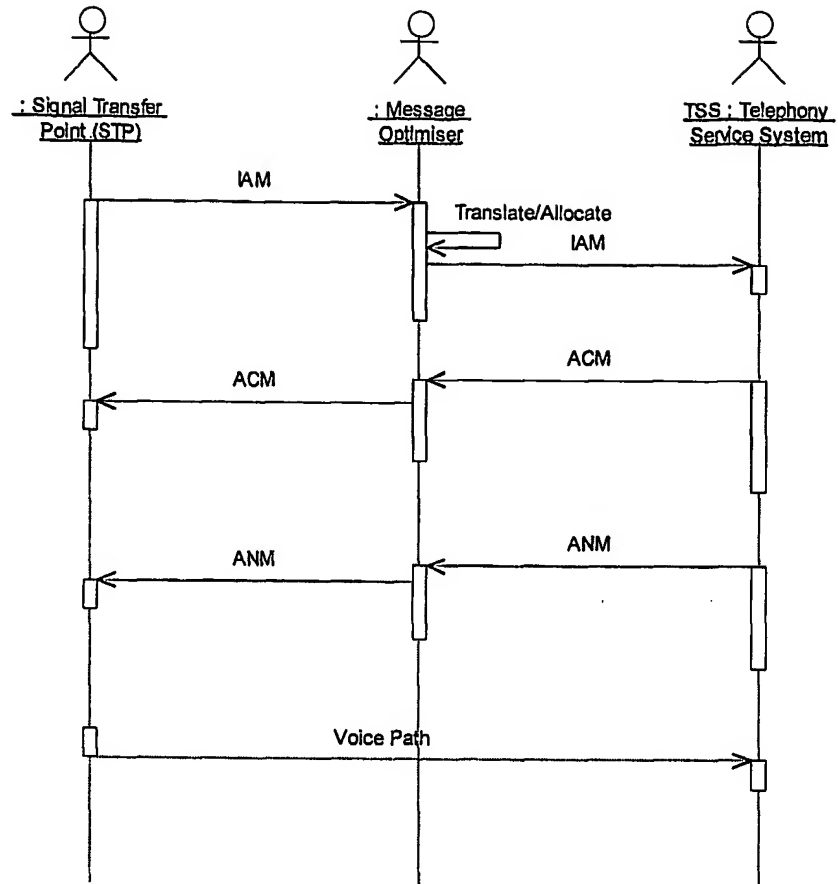 : Signal Transfer
Point (STP)
: Message
Optimiser
TSS : Telephony
Service System
IAM
Translate/Allocate
IAM
ACM
ACM
ANM
ANM
Voice Path